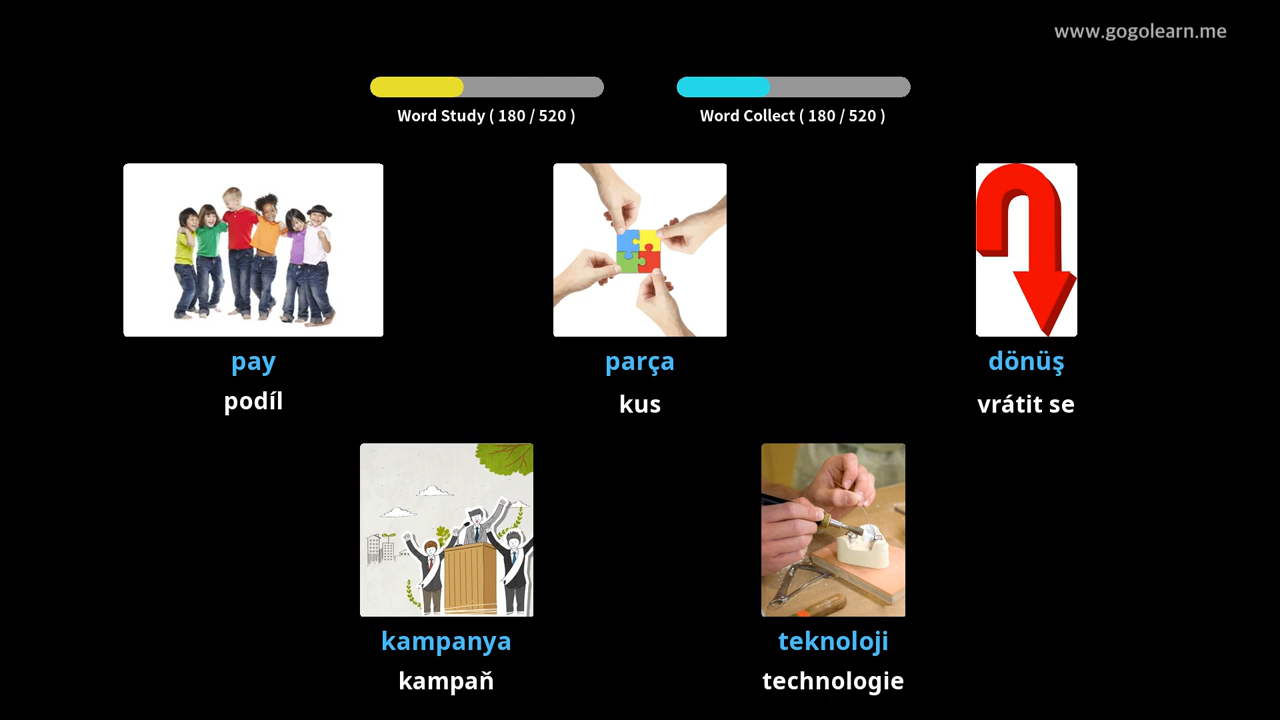 www.gogolearn.me
Word Study ( 180 / 520 )
Word Collect ( 180 / 520 )
pay
podíl
parça
kus
dönüş
vrátit se
kampanya
kampaň
teknoloji
technologie